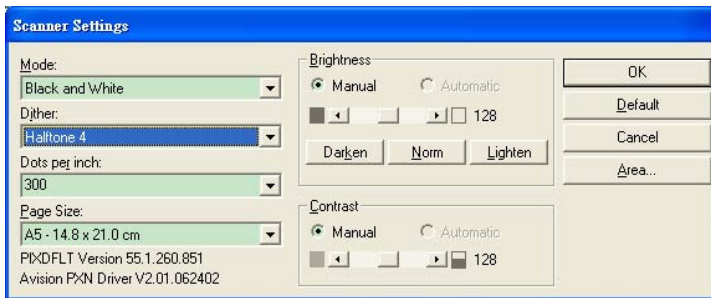 Scanner Settings
Mode:
Black and White
Dither:
Halftone 4
Dots per inch:
300
Page Size:
A5 - 14.8 x 21.0 cm
PIXDFLT Version 55.1.260.851
Avision PXN Driver V2.01.062402
Brightness
Manual
Automatic
128
Darken Norm Lighten
Contrast
Manual
Automatic
128
OK
Default
Cancel
Area...